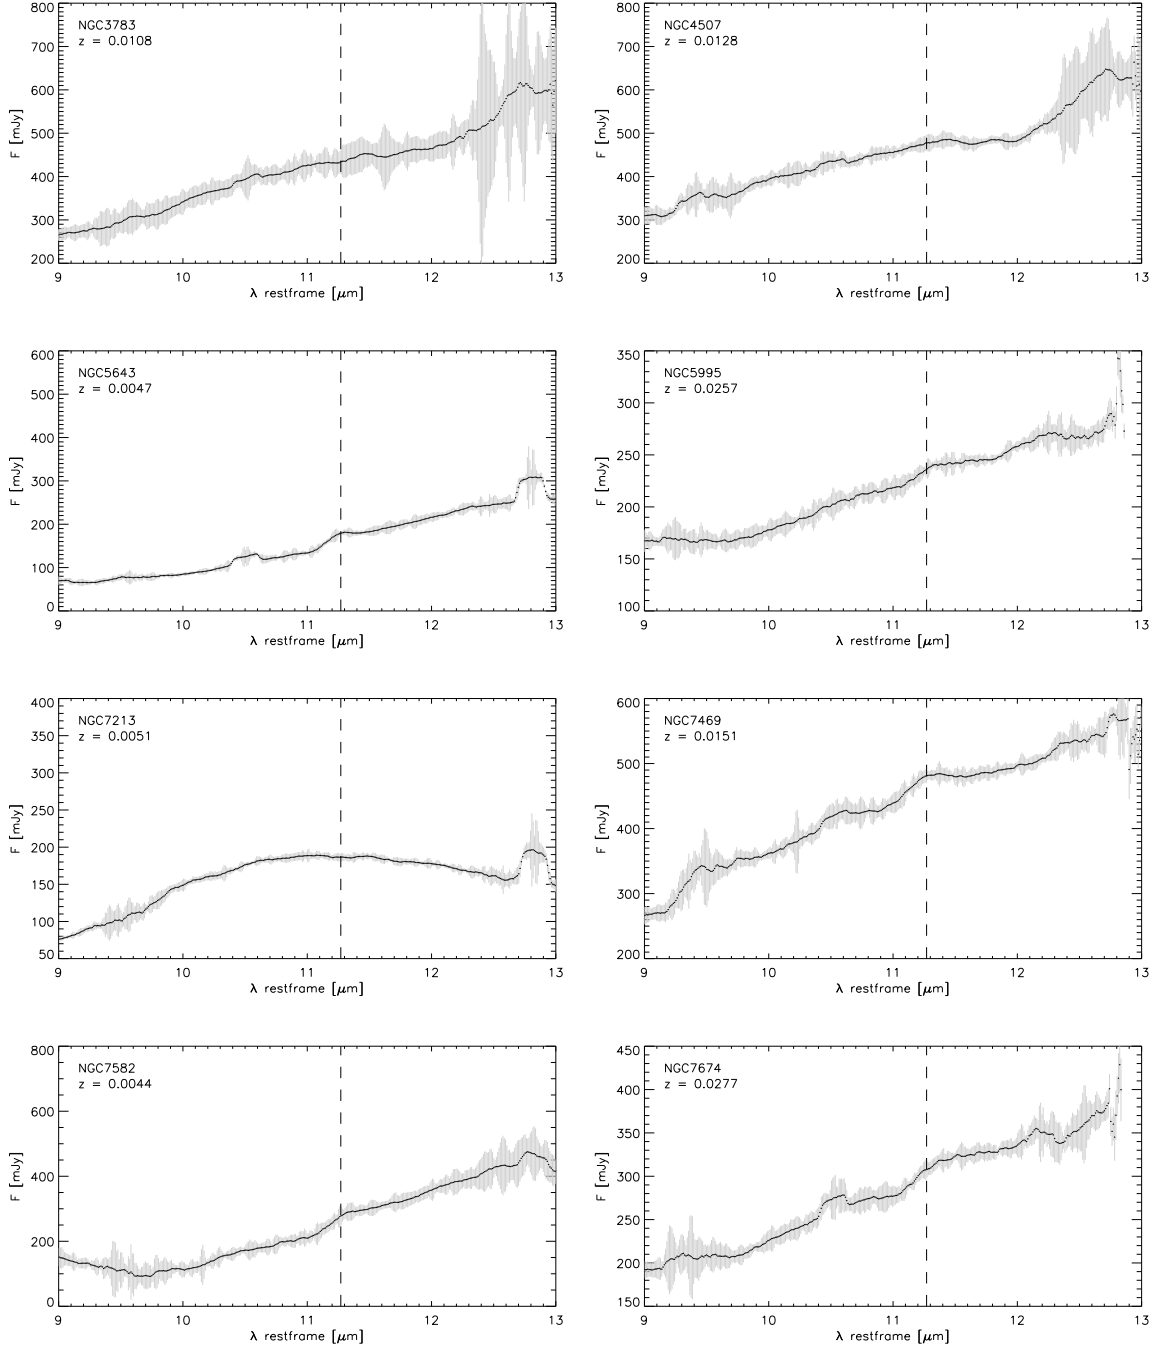 NGC3783
z = 0.0108
800
700
600
500
400
300
200
F [mJy]
9 10 11 12 13
λ restframe [μm]
NGC4507
z = 0.0128
800
700
600
500
400
300
200
F [mJy]
9 10 11 12 13
λ restframe [μm]
NGC5643
z = 0.0047
600
500
400
300
200
100
0
F [mJy]
9 10 11 12 13
λ restframe [μm]
NGC5995
z = 0.0257
350
300
250
200
150
100
F [mJy]
9 10 11 12 13
λ restframe [μm]
NGC7213
z = 0.0051
400
350
300
250
200
150
100
50
F [mJy]
9 10 11 12 13
λ restframe [μm]
NGC7469
z = 0.0151
600
500
400
300
200
F [mJy]
9 10 11 12 13
λ restframe [μm]
NGC7582
z = 0.0044
800
600
400
200
0
F [mJy]
9 10 11 12 13
λ restframe [μm]
NGC7674
z = 0.0277
450
400
350
300
250
200
150
F [mJy]
9 10 11 12 13
λ restframe [μm]